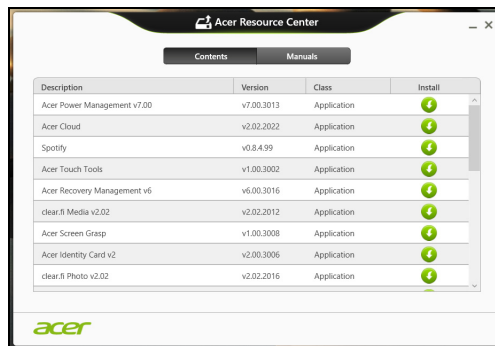 Acer Resource Center
Contents Manuals
Description Version Class Install
Acer Power Management v7.00 v7.00.3013 Application
Acer Cloud v2.02.2022 Application
Spotify v0.8.4.99 Application
Acer Touch Tools v1.00.3002 Application
Acer Recovery Management v6 v6.00.3016 Application
clear.fi Media v2.02 v2.02.2012 Application
Acer Screen Grasp v1.00.3008 Application
Acer Identity Card v2 v2.00.3006 Application
clear.fi Photo v2.02 v2.02.2016 Application
acer